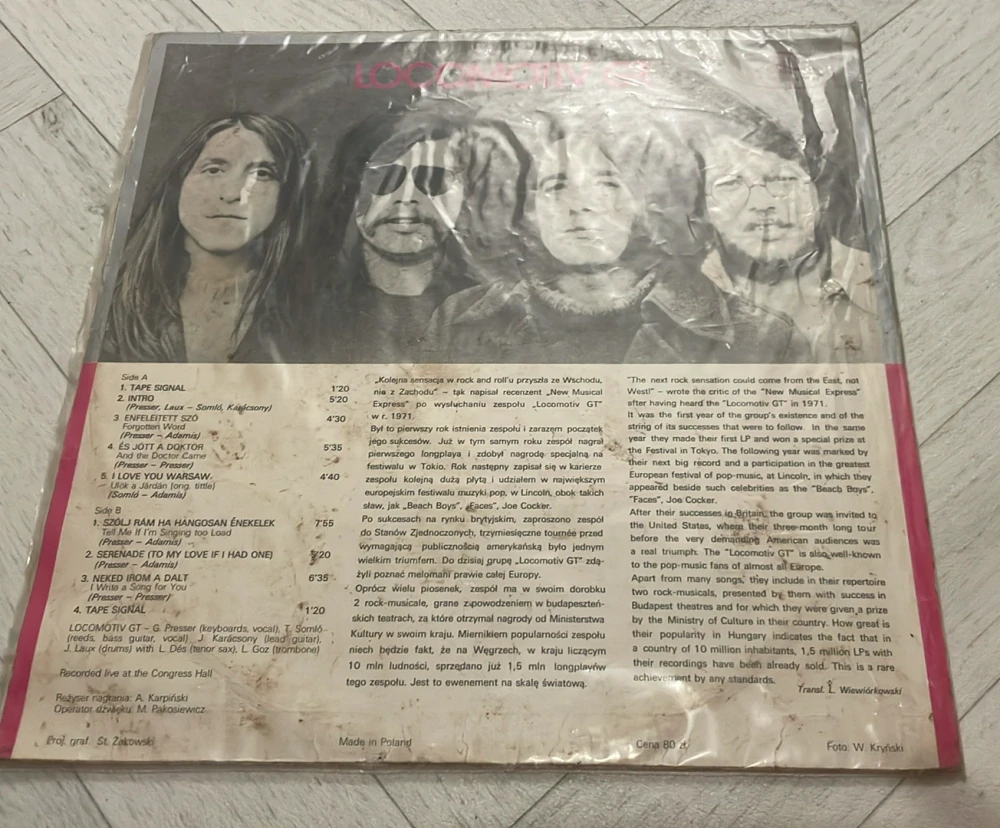 LOCOMOTIV GT
Side A
1. TAPE SIGNAL 1'20
2. INTRO 5'20
(Presser, Laux – Somló, Karácsony)
3. ENFELEITETT SZÓ 4'30
Forgotten Word
(Presser – Adamis)
4. ÉS JÖTT A DOKTOR 5'35
And the Doctor Came
(Presser – Presser)
5. I LOVE YOU WARSAW 4'40
Ülök a Járdán (orig. tittle)
(Somló – Adamis)
Side B
1. SZÓLJ RÁM HA HANGOSAN ÉNEKELEK 7'55
Tell Me If I'm Singing too Load
(Presser – Adamis)
2. SERENADE (TO MY LOVE IF I HAD ONE) 5'20
(Presser – Adamis)
3. NEKED IROM A DALT 6'35
I Write a Song for You
(Presser – Presser)
4. TAPE SIGNAL 1'20
LOCOMOTIV GT – G. Presser (keyboards, vocal), T. Somló
(reeds, bass guitar, vocal), J. Karácsony (lead guitar),
J. Laux (drums) with L. Dés (tenor sax), L. Goz (trombone)
Recorded live at the Congress Hall
Reżyser nagrania: A. Karpiński
Operator dźwięku: M. Pakosiewicz
Proj. graf. St. Żakowski
„Kolejna sensacja w rock and roll'u przyszła ze Wschodu,
nie z Zachodu" – tak napisał recenzent „New Musical
Express" po wysłuchaniu zespołu „Locomotiv GT"
w r. 1971.
Był to pierwszy rok istnienia zespołu i zarazem początek
jego sukcesów. Już w tym samym roku zespół nagrał
pierwszego longplaya i zdobył nagrodę specjalną na
festiwalu w Tokio. Rok następny zapisał się w karierze
zespołu kolejną dużą płytą i udziałem w największym
europejskim festiwalu muzyki pop, w Lincoln, obok takich
sław, jak „Beach Boys", „Faces", Joe Cocker.
Po sukcesach na rynku brytyjskim, zaproszono zespół
do Stanów Zjednoczonych, trzymiesięczne tournée przed
wymagającą publicznością amerykańską było jednym
wielkim triumfem. Do dzisiaj grupę „Locomotiv GT" zdą-
żyli poznać melomani prawie całej Europy.
Oprócz wielu piosenek, zespół ma w swoim dorobku
2 rock-musicale, grane z powodzeniem w budapeszteń-
skich teatrach, za które otrzymał nagrody od Ministerstwa
Kultury w swoim kraju. Miernikiem popularności zespołu
niech będzie fakt, że na Węgrzech, w kraju liczącym
10 mln ludności, sprzedano już 1,5 mln longplayów
tego zespołu. Jest to ewenement na skalę światową.
Made in Poland
"The next rock sensation could come from the East, not
West!" – wrote the critic of the "New Musical Express"
after having heard the "Locomotiv GT" in 1971.
It was the first year of the group's existence and of the
string of its successes that were to follow. In the same
year they made their first LP and won a special prize at
the Festival in Tokyo. The following year was marked by
their next big record and a participation in the greatest
European festival of pop-music, at Lincoln, in which they
appeared beside such celebrities as the "Beach Boys",
"Faces", Joe Cocker.
After their successes in Britain, the group was invited to
the United States, where their three-month long tour
before the very demanding American audiences was
a real triumph. The "Locomotiv GT" is also well-known
to the pop-music fans of almost all Europe.
Apart from many songs, they include in their repertoire
two rock-musicals, presented by them with success in
Budapest theatres and for which they were given a prize
by the Ministry of Culture in their country. How great is
their popularity in Hungary indicates the fact that in
a country of 10 million inhabitants, 1,5 million LPs with
their recordings have been already sold. This is a rare
achievement by any standards.
Transl. L. Wiewiórkowski
Cena 80 zł
Foto: W. Kryński